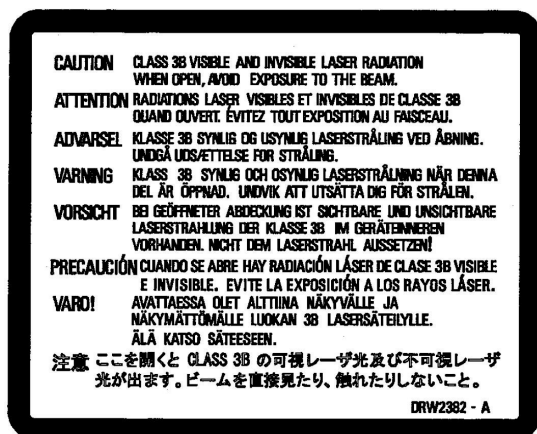 CAUTION CLASS 3B VISIBLE AND INVISIBLE LASER RADIATION
WHEN OPEN, AVOID EXPOSURE TO THE BEAM.
ATTENTION RADIATIONS LASER VISIBLES ET INVISIBLES DE CLASSE 3B
QUAND OUVERT. ÉVITEZ TOUT EXPOSITION AU FAISCEAU.
ADVARSEL KLASSE 3B SYNLIG OG USYNLIG LASERSTRÅLING VED ÅBNING.
UNDGÅ UDSÆTTELSE FOR STRÅLING.
VARNING KLASS 3B SYNLIG OCH OSYNLIG LASERSTRÅLNING NÄR DENNA
DEL ÄR ÖPPNAD. UNDVIK ATT UTSÄTTA DIG FÖR STRÅLEN.
VORSICHT BEI GEÖFFNETER ABDECKUNG IST SICHTBARE UND UNSICHTBARE
LASERSTRAHLUNG DER KLASSE 3B IM GERÄTEINNEREN
VORHANDEN. NICHT DEM LASERSTRAHL AUSSETZEN!
PRECAUCIÓN CUANDO SE ABRE HAY RADIACIÓN LÁSER DE CLASE 3B VISIBLE
E INVISIBLE. EVITE LA EXPOSICIÓN A LOS RAYOS LÁSER.
VARO! AVATTAESSA OLET ALTTIINA NÄKYVÄLLE JA
NÄKYMÄTTÖMÄLLE LUOKAN 3B LASERSÄTEILYLLE.
ÄLÄ KATSO SÄTEESEEN.
注意 ここを開くと CLASS 3B の可視レーザ光及び不可視レーザ
光が出ます。ビームを直接見たり、触れたりしないこと。
DRW2382 - A